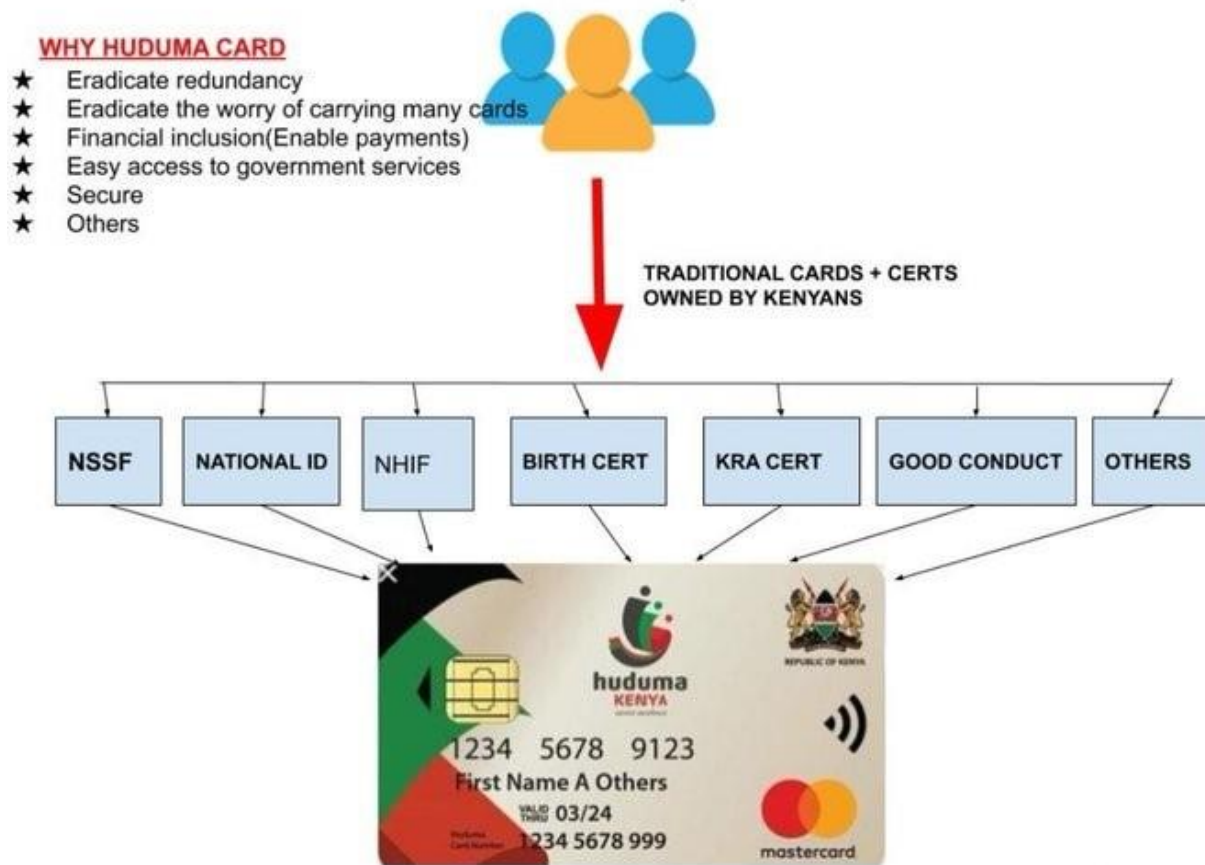 WHY HUDUMA CARD
★ Eradicate redundancy
★ Eradicate the worry of carrying many cards
★ Financial inclusion(Enable payments)
★ Easy access to government services
★ Secure
★ Others
TRADITIONAL CARDS + CERTS
OWNED BY KENYANS
NSSF
NATIONAL ID
NHIF
BIRTH CERT
KRA CERT
GOOD CONDUCT
OTHERS
huduma
KENYA
REPUBLIC OF KENYA
1234 5678 9123
First Name A Others
VALID THRU 03/24
Huduma Card Number 1234 5678 999
mastercard